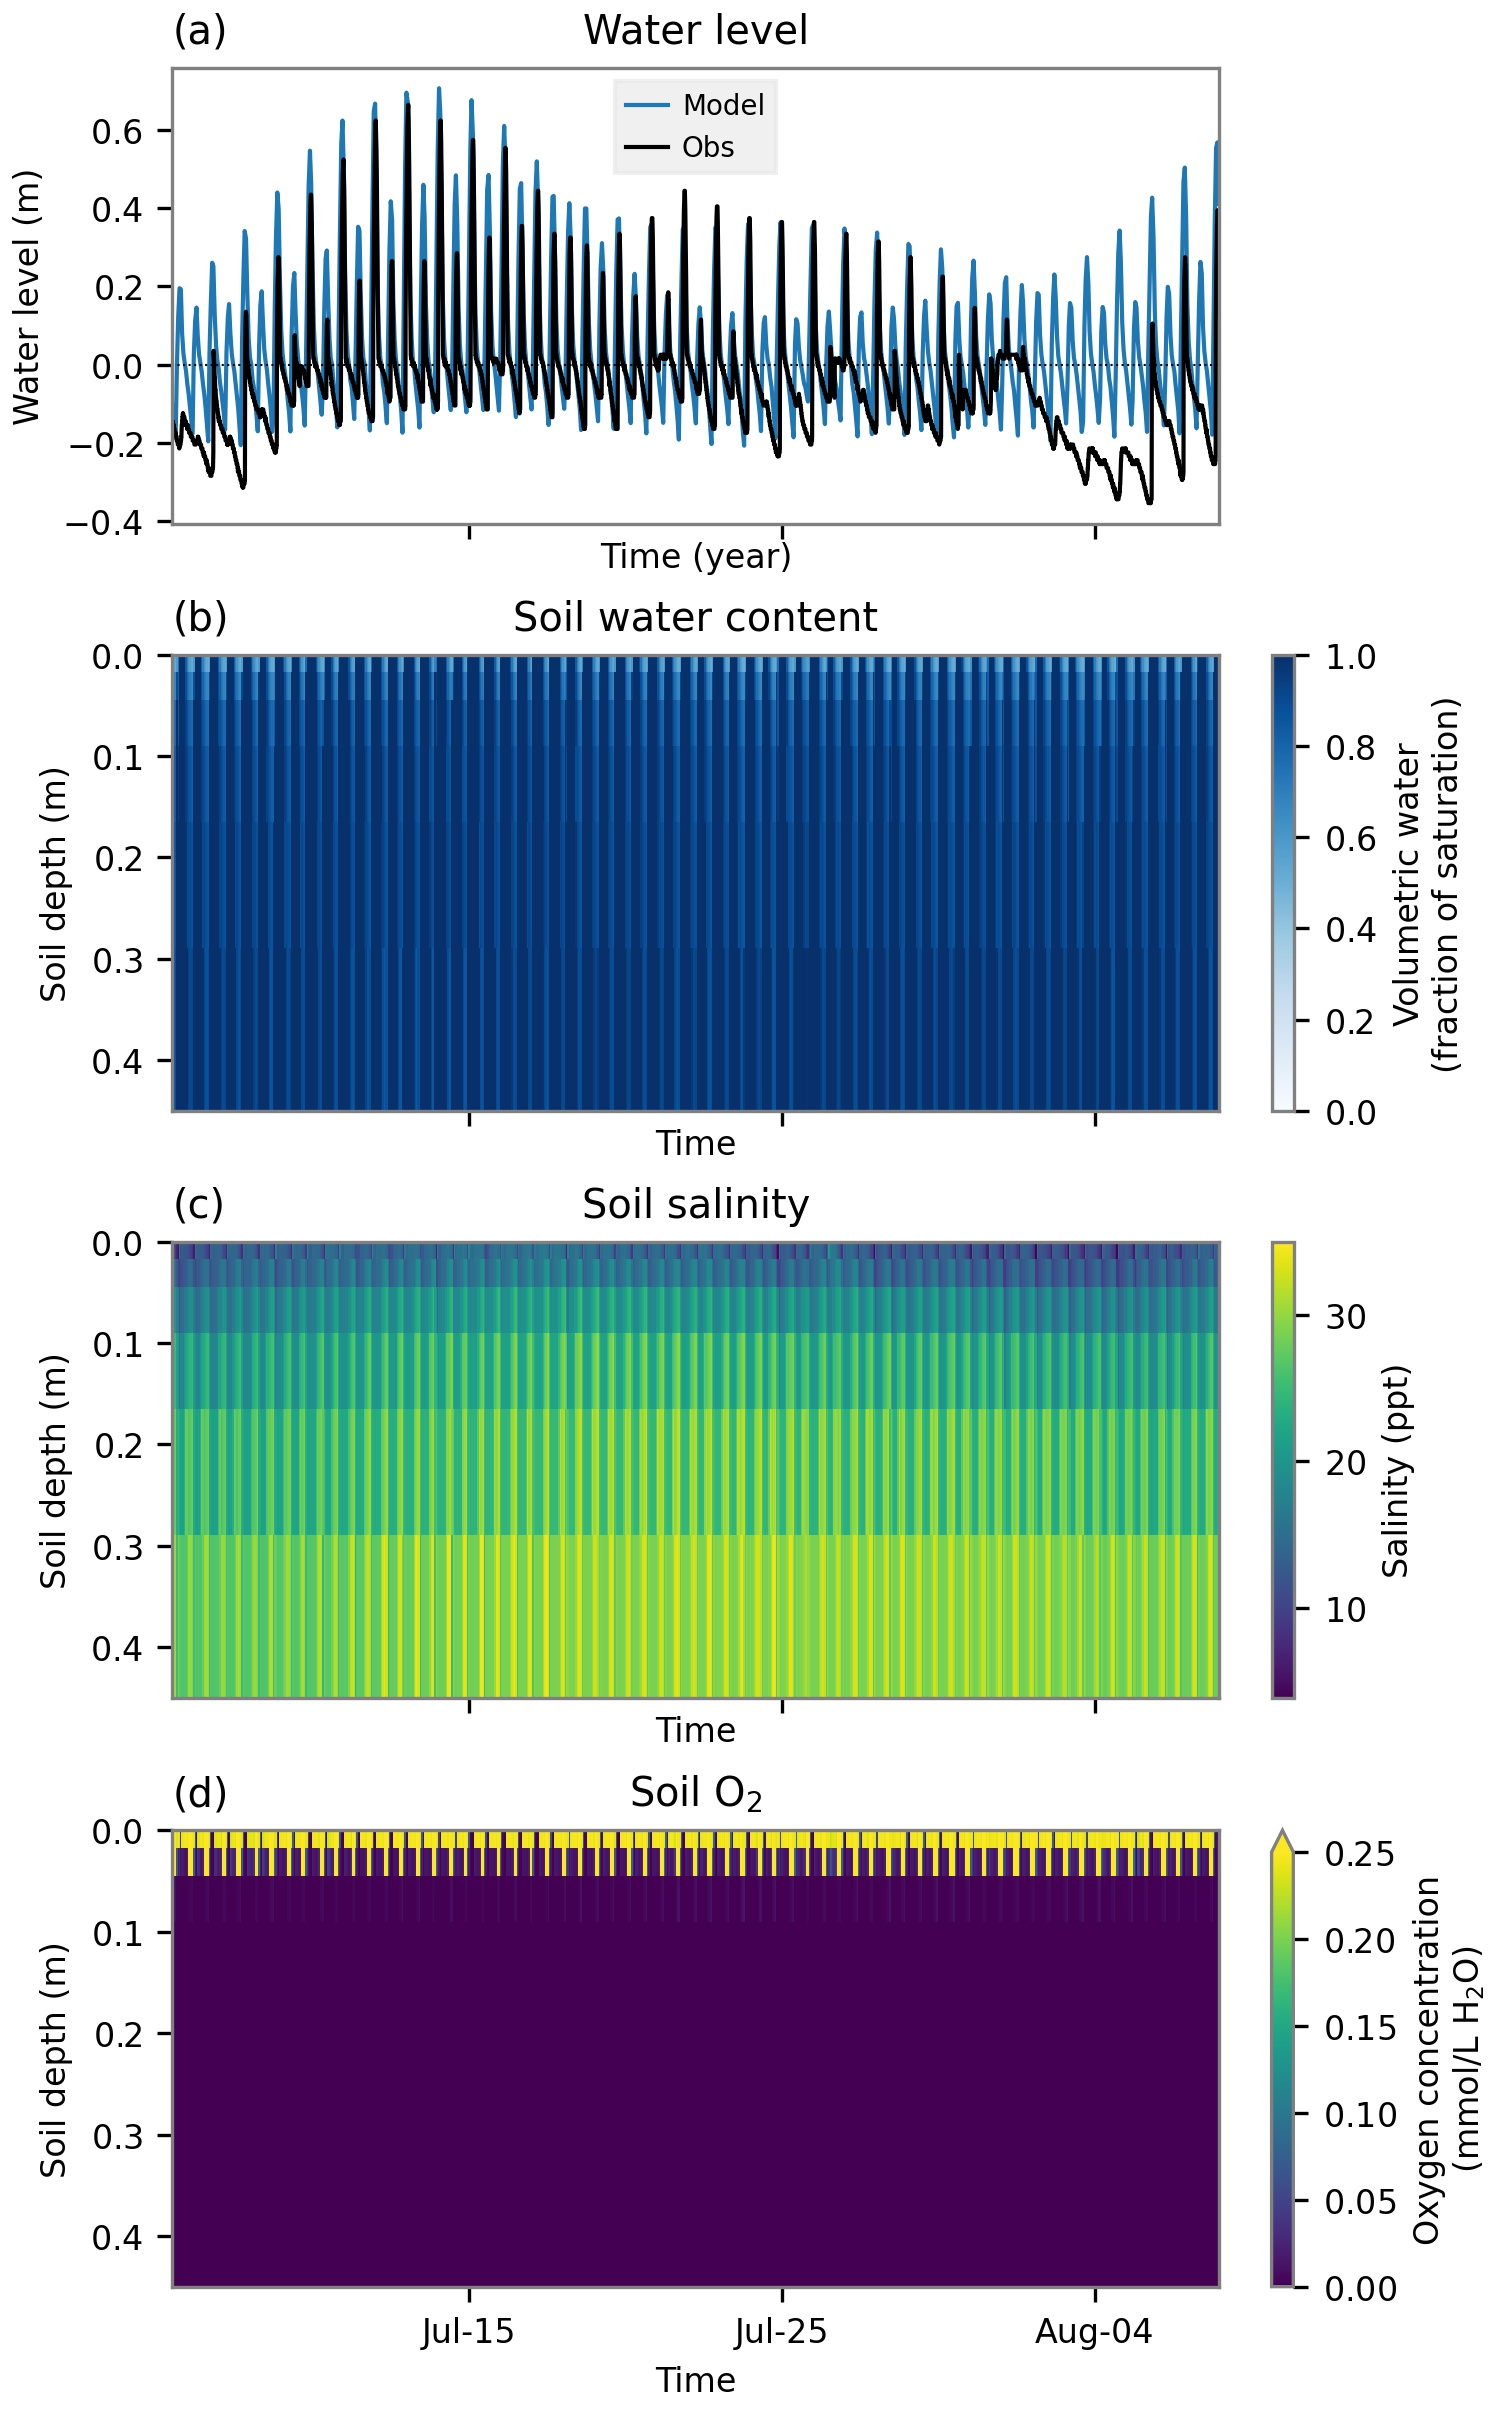 (a) Water level
Model
Obs
Water level (m)
0.6
0.4
0.2
0.0
−0.2
−0.4
Time (year)
(b) Soil water content
Soil depth (m)
0.0
0.1
0.2
0.3
0.4
Time
1.0
0.8
0.6
0.4
0.2
0.0
Volumetric water
(fraction of saturation)
(c) Soil salinity
Soil depth (m)
0.0
0.1
0.2
0.3
0.4
Time
30
20
10
Salinity (ppt)
(d) Soil O₂
Soil depth (m)
0.0
0.1
0.2
0.3
0.4
Jul-15 Jul-25 Aug-04
Time
0.25
0.20
0.15
0.10
0.05
0.00
Oxygen concentration
(mmol/L H₂O)